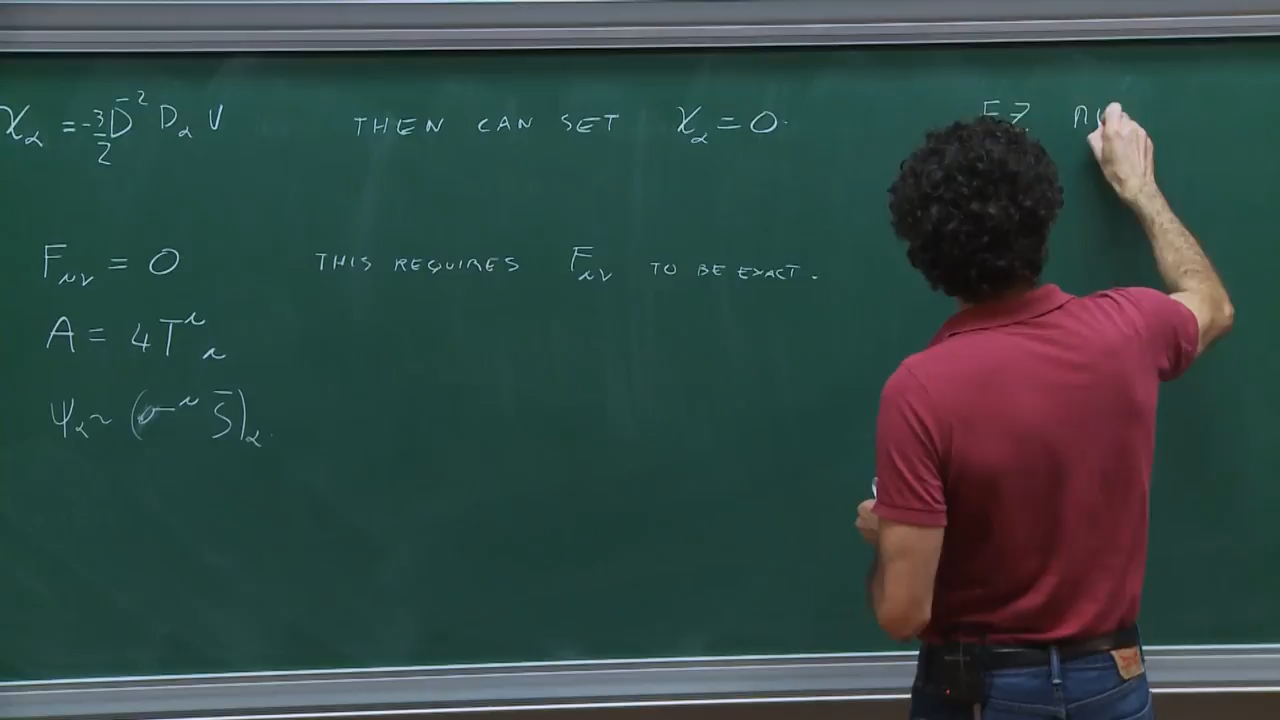 χ_α = -3/2 D̄² D_α V THEN CAN SET χ_α = 0.
F_μν = 0 THIS REQUIRES F_μν TO BE EXACT.
A = 4T^μ_μ
ψ_α ~ (σ^μ S̄)_α.